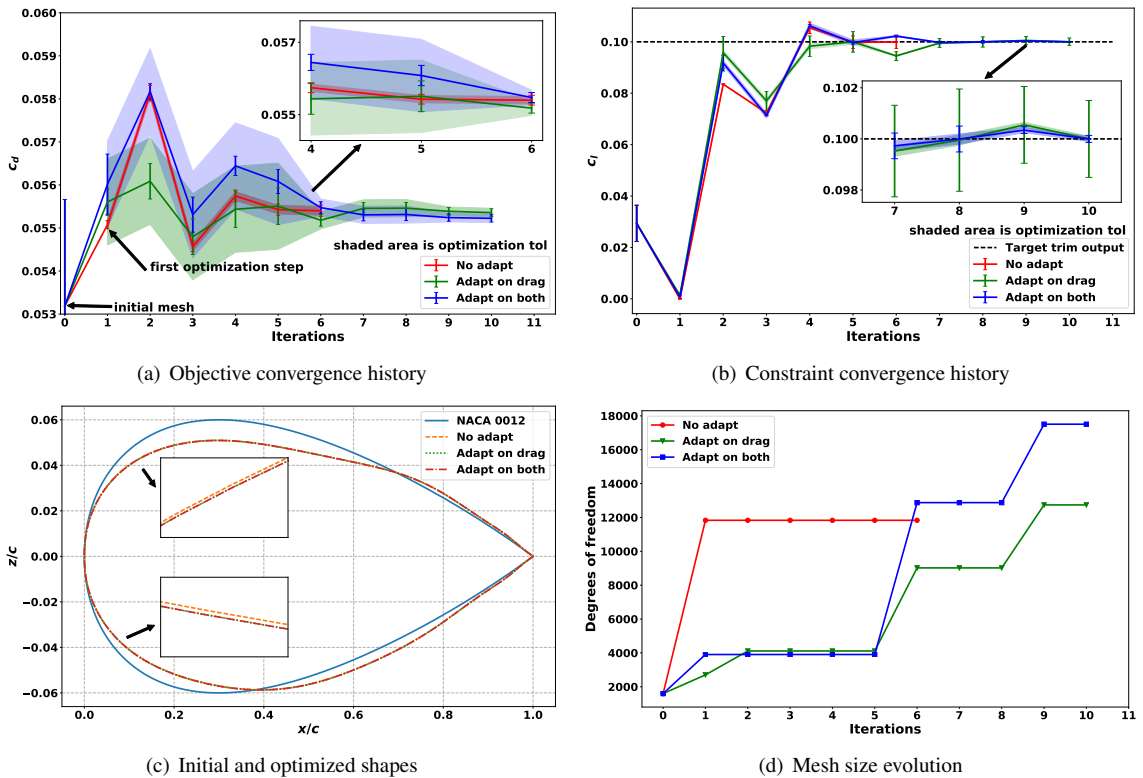 0.060
0.059
0.058
0.057
0.056
0.055
0.054
0.053
c_d
0.057
0.055
4 5 6
first optimization step
initial mesh
shaded area is optimization tol
No adapt
Adapt on drag
Adapt on both
0 1 2 3 4 5 6 7 8 9 10 11
Iterations
(a) Objective convergence history
0.10
0.08
0.06
0.04
0.02
0.00
c_l
0.102
0.100
0.098
7 8 9 10
shaded area is optimization tol
Target trim output
No adapt
Adapt on drag
Adapt on both
0 1 2 3 4 5 6 7 8 9 10 11
Iterations
(b) Constraint convergence history
0.06
0.04
0.02
0.00
−0.02
−0.04
−0.06
z/c
NACA 0012
No adapt
Adapt on drag
Adapt on both
0.0 0.2 0.4 0.6 0.8 1.0
x/c
(c) Initial and optimized shapes
18000
16000
14000
12000
10000
8000
6000
4000
2000
Degrees of freedom
No adapt
Adapt on drag
Adapt on both
0 1 2 3 4 5 6 7 8 9 10 11
Iterations
(d) Mesh size evolution